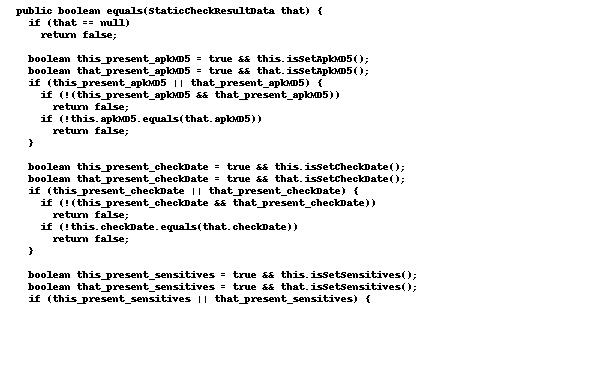 public boolean equals(StaticCheckResultData that) {
if (that == null)
return false;
boolean this_present_apkMD5 = true && this.isSetApkMD5();
boolean that_present_apkMD5 = true && that.isSetApkMD5();
if (this_present_apkMD5 || that_present_apkMD5) {
if (!(this_present_apkMD5 && that_present_apkMD5))
return false;
if (!this.apkMD5.equals(that.apkMD5))
return false;
}
boolean this_present_checkDate = true && this.isSetCheckDate();
boolean that_present_checkDate = true && that.isSetCheckDate();
if (this_present_checkDate || that_present_checkDate) {
if (!(this_present_checkDate && that_present_checkDate))
return false;
if (!this.checkDate.equals(that.checkDate))
return false;
}
boolean this_present_sensitives = true && this.isSetSensitives();
boolean that_present_sensitives = true && that.isSetSensitives();
if (this_present_sensitives || that_present_sensitives) {